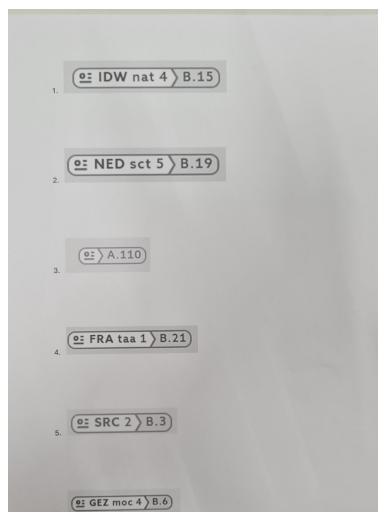 1. IDW nat 4 B.15
2. NED sct 5 B.19
3. A.110
4. FRA taa 1 B.21
5. SRC 2 B.3
GEZ moc 4 B.6